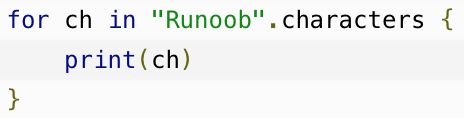 for ch in "Runoob".characters {
    print(ch)
}